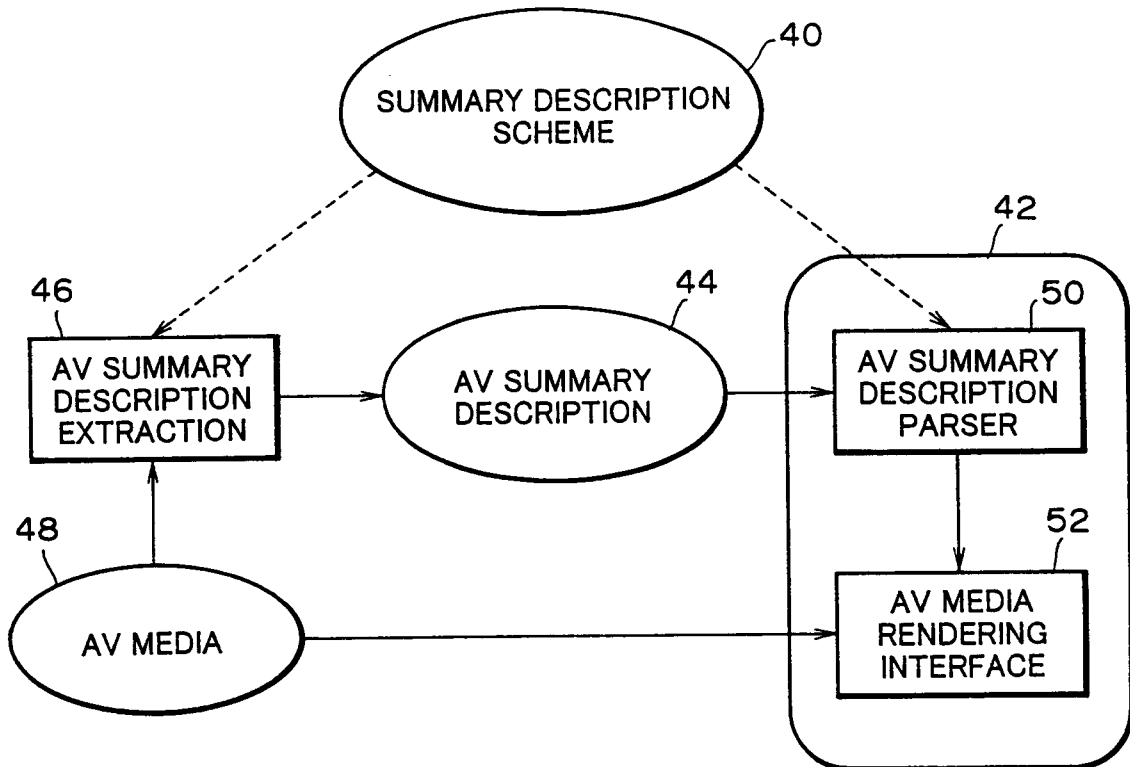 40
SUMMARY DESCRIPTION
SCHEME
42
46
44
50
AV SUMMARY
DESCRIPTION
EXTRACTION
AV SUMMARY
DESCRIPTION
AV SUMMARY
DESCRIPTION
PARSER
48
52
AV MEDIA
AV MEDIA
RENDERING
INTERFACE